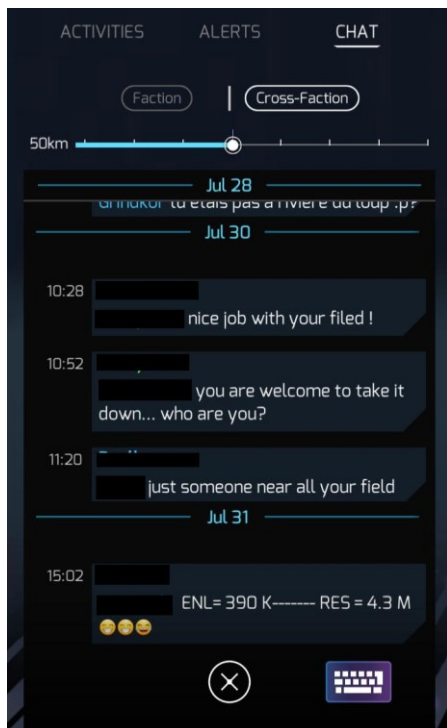 ACTIVITIES ALERTS CHAT
Faction Cross-Faction
50km
Jul 28
Grindkor tu étais pas à rivière du loup :p?
Jul 30
10:28
nice job with your filed !
10:52
you are welcome to take it
down... who are you?
11:20
just someone near all your field
Jul 31
15:02
ENL= 390 K------- RES = 4.3 M
😁😁😂